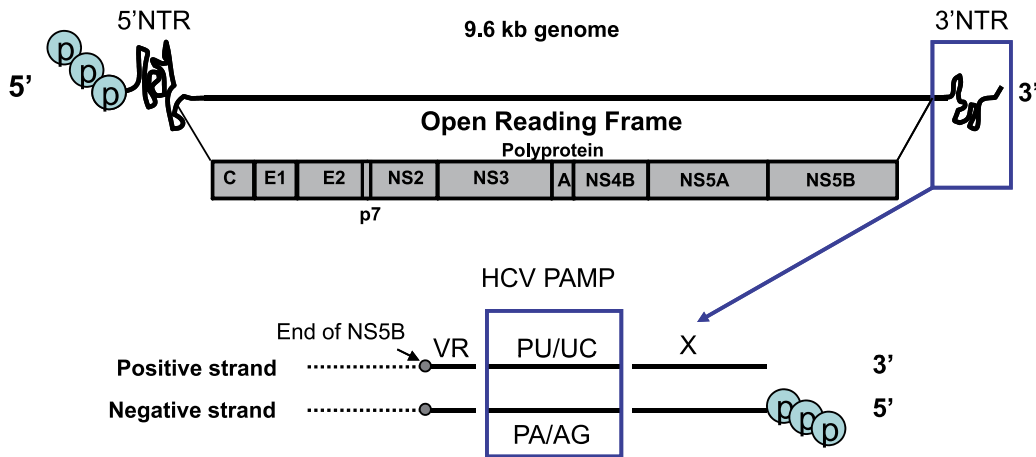 5’NTR
9.6 kb genome
3’NTR
p p p
5’
3’
Open Reading Frame
Polyprotein
C E1 E2 NS2 NS3 A NS4B NS5A NS5B
p7
HCV PAMP
End of NS5B
VR PU/UC X
Positive strand 3’
Negative strand 5’
p p p
PA/AG